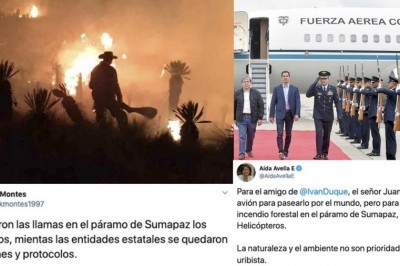 FUERZA AEREA CO
Montes
kmontes1997
ron las llamas en el páramo de Sumapaz los
os, mientas las entidades estatales se quedaron
nes y protocolos.
Aida Avella E
@AidaAvellaE
Para el amigo de @IvanDuque, el señor Juan
avión para pasearlo por el mundo, pero para
incendio forestal en el páramo de Sumapaz,
Helicópteros.
La naturaleza y el ambiente no son priorida
uribista.